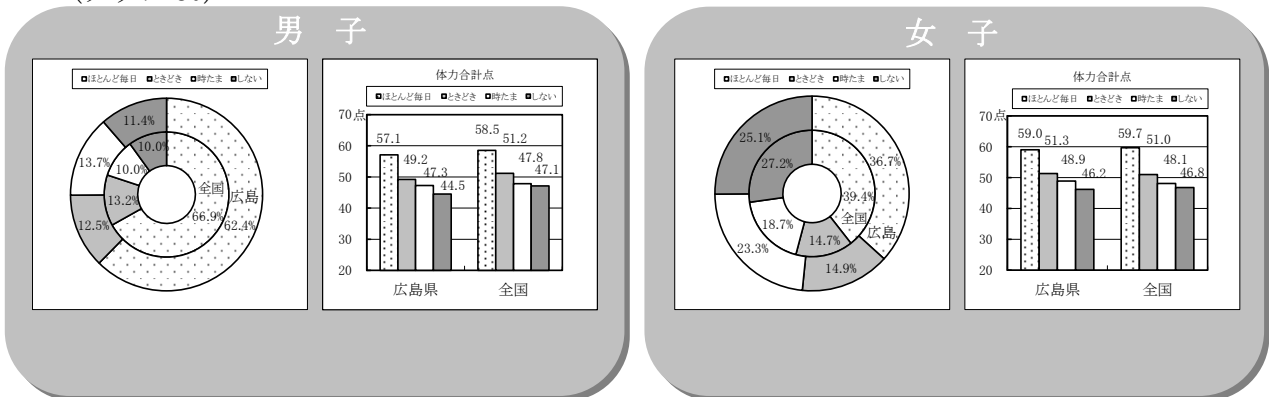 男 子
□ほとんど毎日 □ときどき □時たま □しない
11.4%
10.0%
13.7%
10.0%
全国
広島
13.2%
66.9%
12.5%
62.4%
体力合計点
□ほとんど毎日 □ときどき □時たま □しない
70点
60
50
40
30
20
57.1
49.2
47.3
44.5
58.5
51.2
47.8
47.1
広島県
全国
女 子
□ほとんど毎日 □ときどき □時たま □しない
25.1%
27.2%
36.7%
39.4%
全国
広島
18.7%
14.7%
23.3%
14.9%
体力合計点
□ほとんど毎日 □ときどき □時たま □しない
70点
60
50
40
30
20
59.0
51.3
48.9
46.2
59.7
51.0
48.1
46.8
広島県
全国